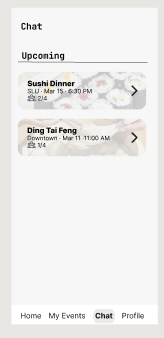 Chat
Upcoming
Sushi Dinner
SLU · Mar 15 · 6:30 PM
2/4
Ding Tai Feng
Downtown · Mar 11 · 11:00 AM
1/4
Home My Events Chat Profile